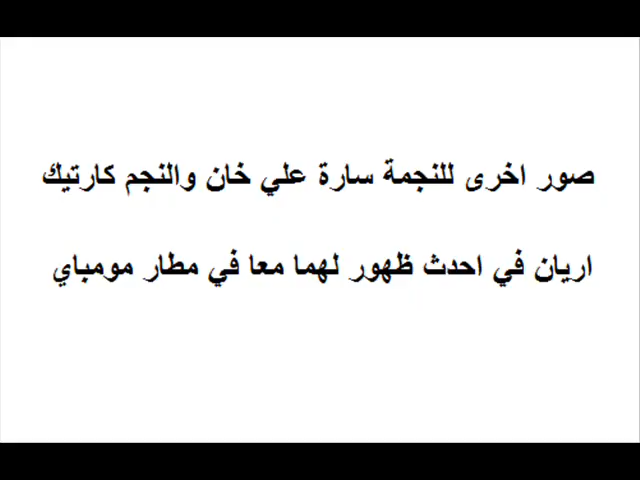 صور اخرى للنجمة سارة علي خان والنجم كارتيك
اريان في احدث ظهور لهما معا في مطار مومباي